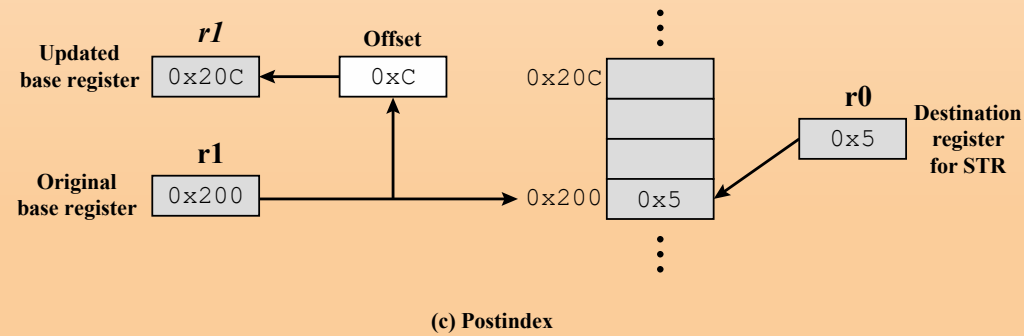 r1
Offset
Updated
base register
0x20C
0xC
0x20C
r0
Destination
register
for STR
0x5
r1
Original
base register
0x200
0x200
0x5
(c) Postindex